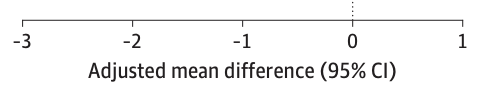 -3 -2 -1 0 1
Adjusted mean difference (95% CI)